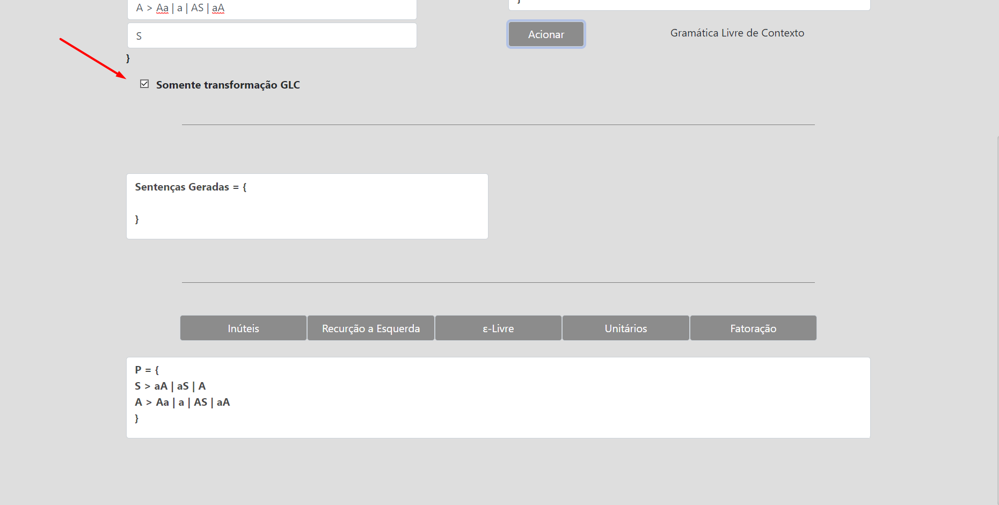 A > Aa | a | AS | aA
}
S
Acionar
Gramática Livre de Contexto
}
Somente transformação GLC
Sentenças Geradas = {
}
Inúteis
Recurção a Esquerda
ε-Livre
Unitários
Fatoração
P = {
S > aA | aS | A
A > Aa | a | AS | aA
}